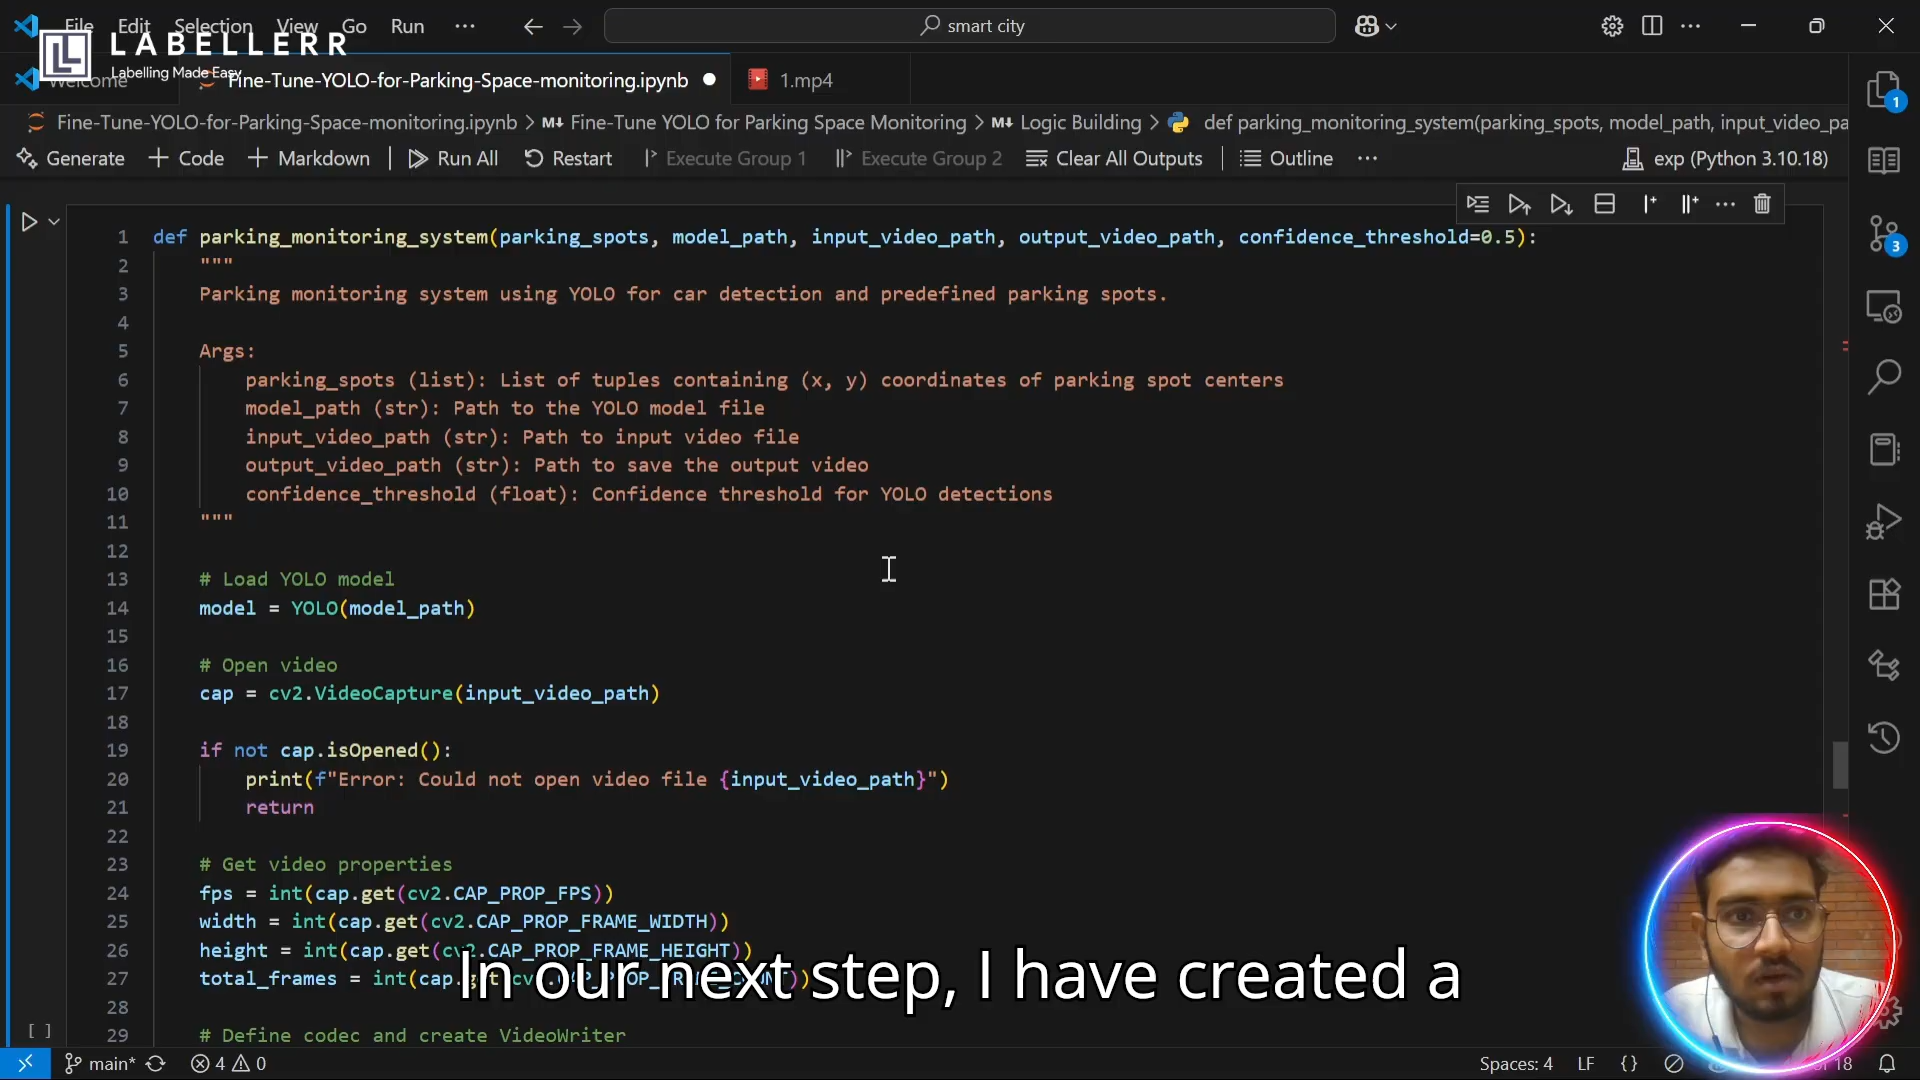 File Edit Selection View Go Run ··· smart city
LABELLERR
Labelling Made Easy
Welcome Fine-Tune-YOLO-for-Parking-Space-monitoring.ipynb 1.mp4
Fine-Tune-YOLO-for-Parking-Space-monitoring.ipynb > M↓ Fine-Tune YOLO for Parking Space Monitoring > M↓ Logic Building > def parking_monitoring_system(parking_spots, model_path, input_video_pa
Generate + Code + Markdown | Run All Restart Execute Group 1 Execute Group 2 Clear All Outputs | Outline ··· exp (Python 3.10.18)
1 def parking_monitoring_system(parking_spots, model_path, input_video_path, output_video_path, confidence_threshold=0.5):
2 """
3 Parking monitoring system using YOLO for car detection and predefined parking spots.
4
5 Args:
6 parking_spots (list): List of tuples containing (x, y) coordinates of parking spot centers
7 model_path (str): Path to the YOLO model file
8 input_video_path (str): Path to input video file
9 output_video_path (str): Path to save the output video
10 confidence_threshold (float): Confidence threshold for YOLO detections
11 """
12
13 # Load YOLO model
14 model = YOLO(model_path)
15
16 # Open video
17 cap = cv2.VideoCapture(input_video_path)
18
19 if not cap.isOpened():
20 print(f"Error: Could not open video file {input_video_path}")
21 return
22
23 # Get video properties
24 fps = int(cap.get(cv2.CAP_PROP_FPS))
25 width = int(cap.get(cv2.CAP_PROP_FRAME_WIDTH))
26 height = int(cap.get(cv2.CAP_PROP_FRAME_HEIGHT))
27 total_frames = int(cap.get(cv2.CAP_PROP_FRAME_COUNT))
In our next step, I have created a
28
29 # Define codec and create VideoWriter
[ ]
1
3
main* 4 0 Spaces: 4 LF {} 18